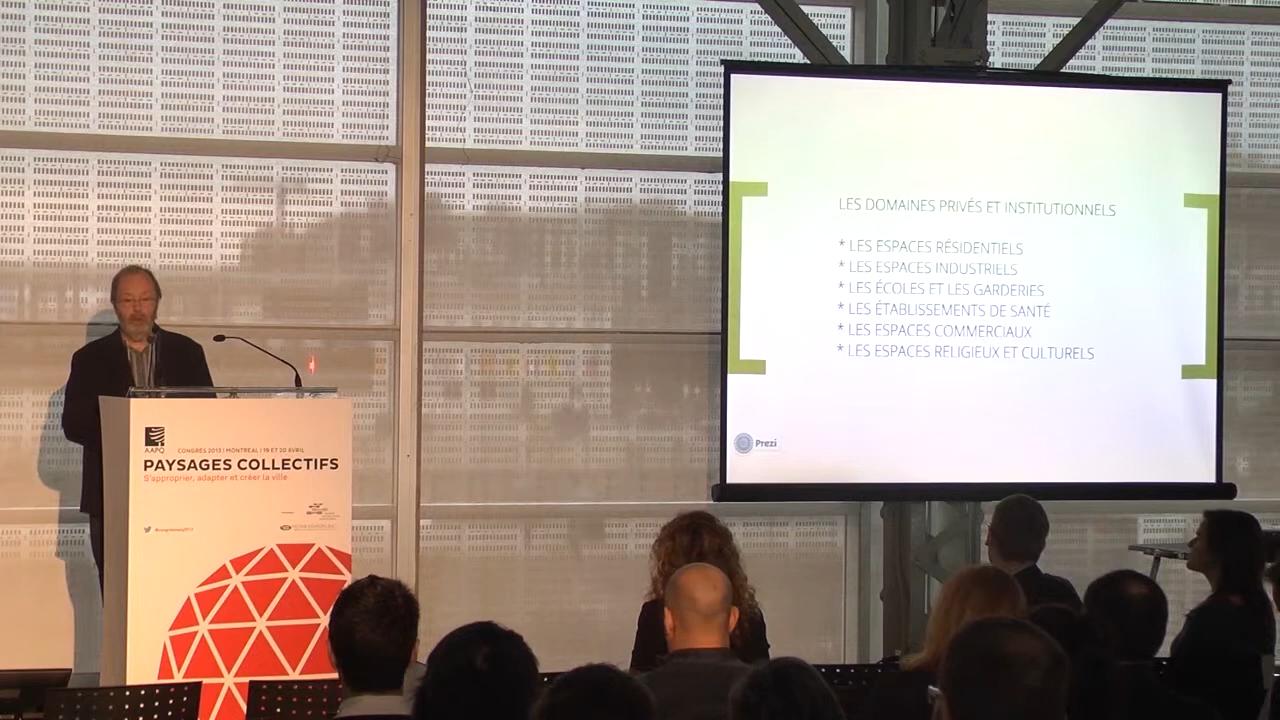 LES DOMAINES PRIVÉS ET INSTITUTIONNELS
* LES ESPACES RÉSIDENTIELS
* LES ESPACES INDUSTRIELS
* LES ÉCOLES ET LES GARDERIES
* LES ÉTABLISSEMENTS DE SANTÉ
* LES ESPACES COMMERCIAUX
* LES ESPACES RELIGIEUX ET CULTURELS
Prezi
AAPQ
CONGRÈS 2013 | MONTRÉAL | 19 ET 20 AVRIL
PAYSAGES COLLECTIFS
S'approprier, adapter et créer la ville